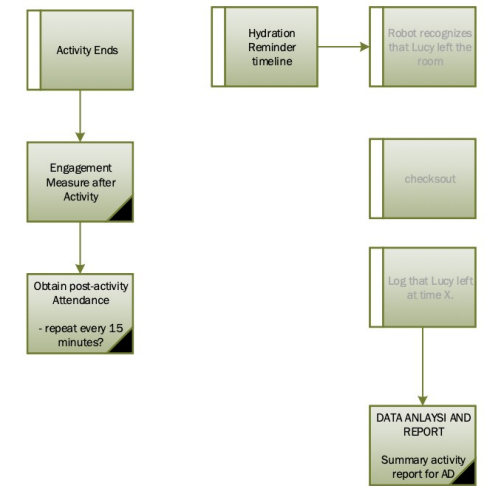 Activity Ends
Engagement
Measure after
Activity
Obtain post-activity
Attendance
- repeat every 15
minutes?
Hydration
Reminder
timeline
Robot recognizes
that Lucy left the
room
checksout
Log that Lucy left
at time X.
DATA ANLAYSI AND
REPORT
Summary activity
report for AD